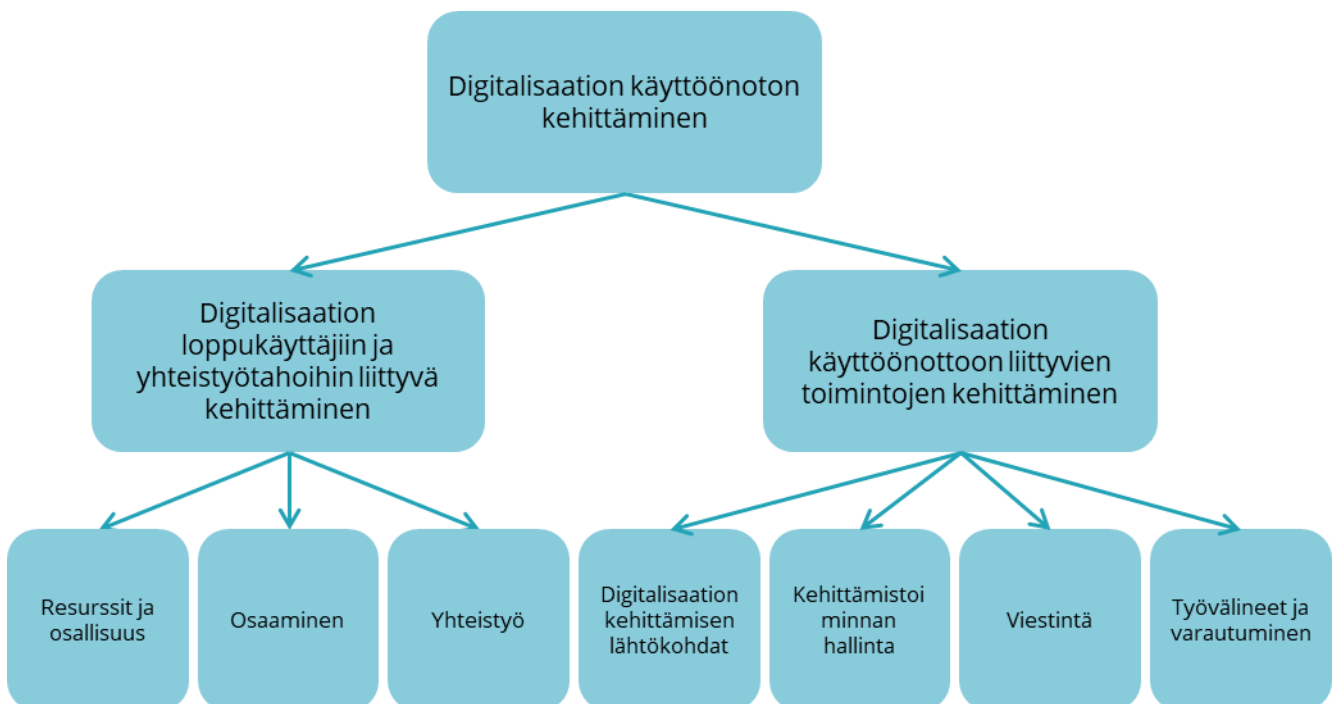 Digitalisaation käyttöönoton
kehittäminen
Digitalisaation
loppukäyttäjiin ja
yhteistyötahoihin liittyvä
kehittäminen
Digitalisaation
käyttöönottoon liittyvien
toimintojen kehittäminen
Resurssit ja
osallisuus
Osaaminen
Yhteistyö
Digitalisaation
kehittämisen
lähtökohdat
Kehittämistoi
minnan
hallinta
Viestintä
Työvälineet ja
varautuminen